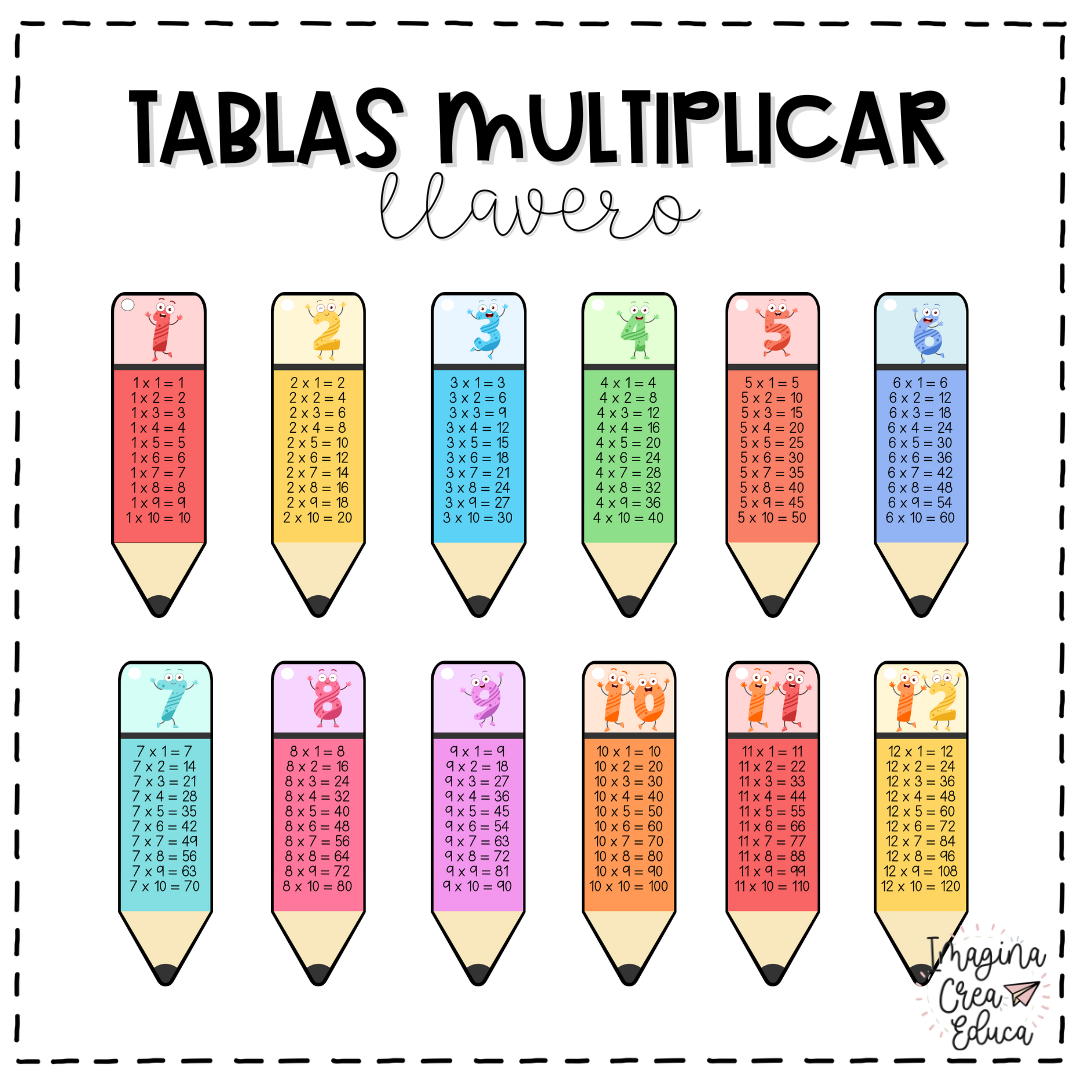 TABLAS MULTIPLICAR
llavero
1
1 x 1 = 1
1 x 2 = 2
1 x 3 = 3
1 x 4 = 4
1 x 5 = 5
1 x 6 = 6
1 x 7 = 7
1 x 8 = 8
1 x 9 = 9
1 x 10 = 10
2
2 x 1 = 2
2 x 2 = 4
2 x 3 = 6
2 x 4 = 8
2 x 5 = 10
2 x 6 = 12
2 x 7 = 14
2 x 8 = 16
2 x 9 = 18
2 x 10 = 20
3
3 x 1 = 3
3 x 2 = 6
3 x 3 = 9
3 x 4 = 12
3 x 5 = 15
3 x 6 = 18
3 x 7 = 21
3 x 8 = 24
3 x 9 = 27
3 x 10 = 30
4
4 x 1 = 4
4 x 2 = 8
4 x 3 = 12
4 x 4 = 16
4 x 5 = 20
4 x 6 = 24
4 x 7 = 28
4 x 8 = 32
4 x 9 = 36
4 x 10 = 40
5
5 x 1 = 5
5 x 2 = 10
5 x 3 = 15
5 x 4 = 20
5 x 5 = 25
5 x 6 = 30
5 x 7 = 35
5 x 8 = 40
5 x 9 = 45
5 x 10 = 50
6
6 x 1 = 6
6 x 2 = 12
6 x 3 = 18
6 x 4 = 24
6 x 5 = 30
6 x 6 = 36
6 x 7 = 42
6 x 8 = 48
6 x 9 = 54
6 x 10 = 60
7
7 x 1 = 7
7 x 2 = 14
7 x 3 = 21
7 x 4 = 28
7 x 5 = 35
7 x 6 = 42
7 x 7 = 49
7 x 8 = 56
7 x 9 = 63
7 x 10 = 70
8
8 x 1 = 8
8 x 2 = 16
8 x 3 = 24
8 x 4 = 32
8 x 5 = 40
8 x 6 = 48
8 x 7 = 56
8 x 8 = 64
8 x 9 = 72
8 x 10 = 80
9
9 x 1 = 9
9 x 2 = 18
9 x 3 = 27
9 x 4 = 36
9 x 5 = 45
9 x 6 = 54
9 x 7 = 63
9 x 8 = 72
9 x 9 = 81
9 x 10 = 90
10
10 x 1 = 10
10 x 2 = 20
10 x 3 = 30
10 x 4 = 40
10 x 5 = 50
10 x 6 = 60
10 x 7 = 70
10 x 8 = 80
10 x 9 = 90
10 x 10 = 100
11
11 x 1 = 11
11 x 2 = 22
11 x 3 = 33
11 x 4 = 44
11 x 5 = 55
11 x 6 = 66
11 x 7 = 77
11 x 8 = 88
11 x 9 = 99
11 x 10 = 110
12
12 x 1 = 12
12 x 2 = 24
12 x 3 = 36
12 x 4 = 48
12 x 5 = 60
12 x 6 = 72
12 x 7 = 84
12 x 8 = 96
12 x 9 = 108
12 x 10 = 120
Imagina
Crea
Educa